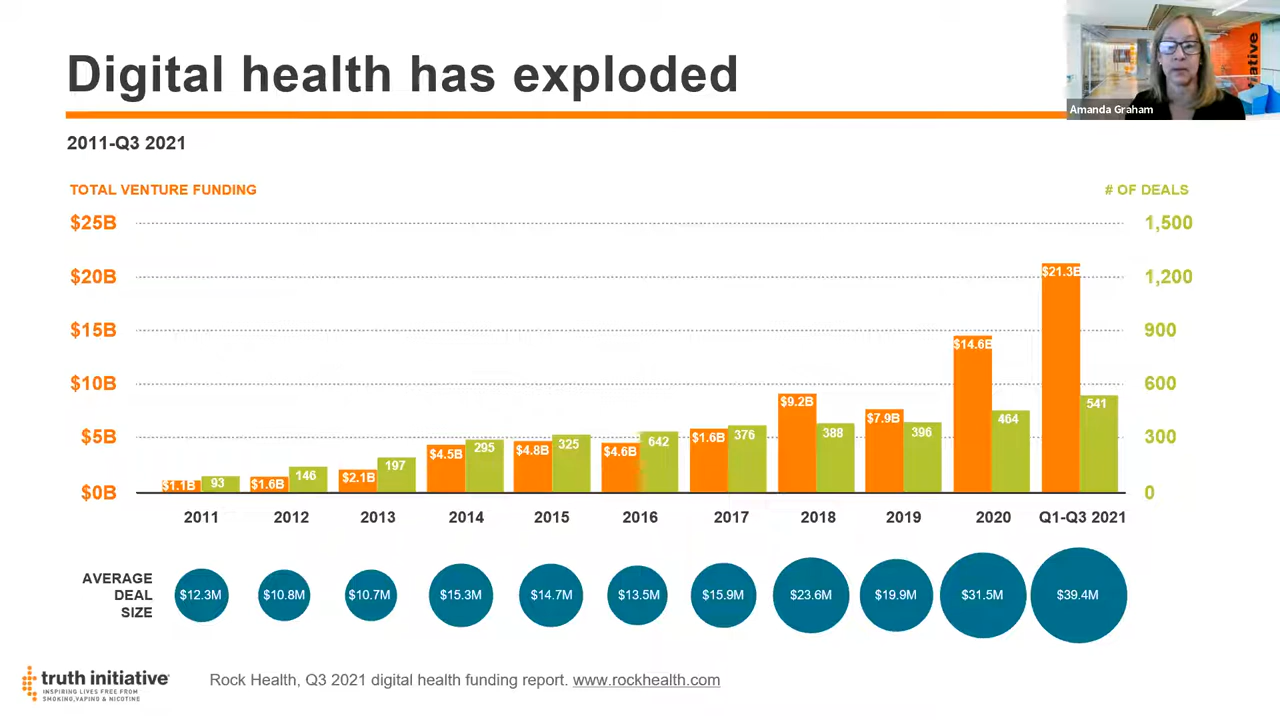 Digital health has exploded
iative
Amanda Graham
2011-Q3 2021
TOTAL VENTURE FUNDING
# OF DEALS
$25B
1,500
$20B
1,200
$15B
900
$10B
600
$5B
300
$0B
0
$1.1B 93
$1.6B 146
$2.1B 197
$4.5B 295
$4.8B 325
$4.6B 642
$1.6B 376
$9.2B 388
$7.9B 396
$14.6B 464
$21.3B 541
2011 2012 2013 2014 2015 2016 2017 2018 2019 2020 Q1-Q3 2021
AVERAGE
DEAL
SIZE
$12.3M $10.8M $10.7M $15.3M $14.7M $13.5M $15.9M $23.6M $19.9M $31.5M $39.4M
truth initiative
INSPIRING LIVES FREE FROM
SMOKING, VAPING & NICOTINE
Rock Health, Q3 2021 digital health funding report. www.rockhealth.com